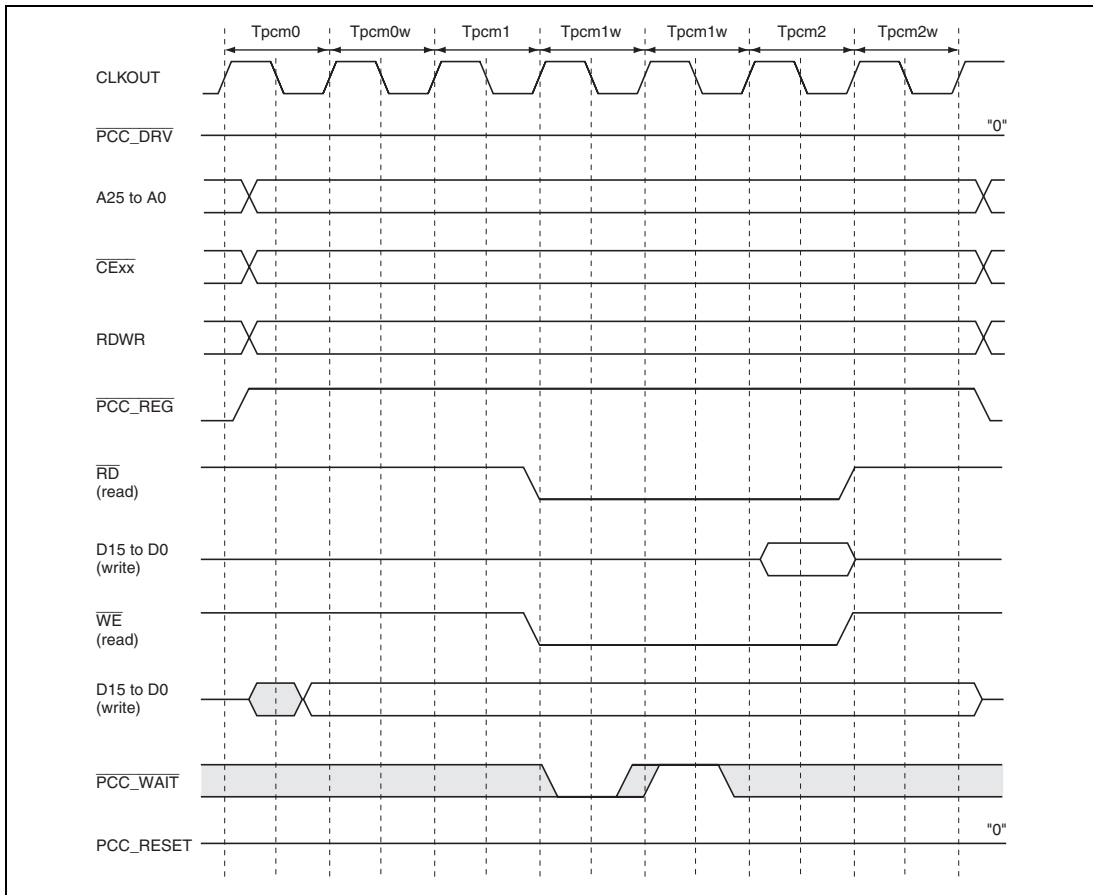 Tpcm0 Tpcm0w Tpcm1 Tpcm1w Tpcm1w Tpcm2 Tpcm2w
CLKOUT
PCC_DRV "0"
A25 to A0
CExx
RDWR
PCC_REG
RD
(read)
D15 to D0
(write)
WE
(read)
D15 to D0
(write)
PCC_WAIT
PCC_RESET "0"